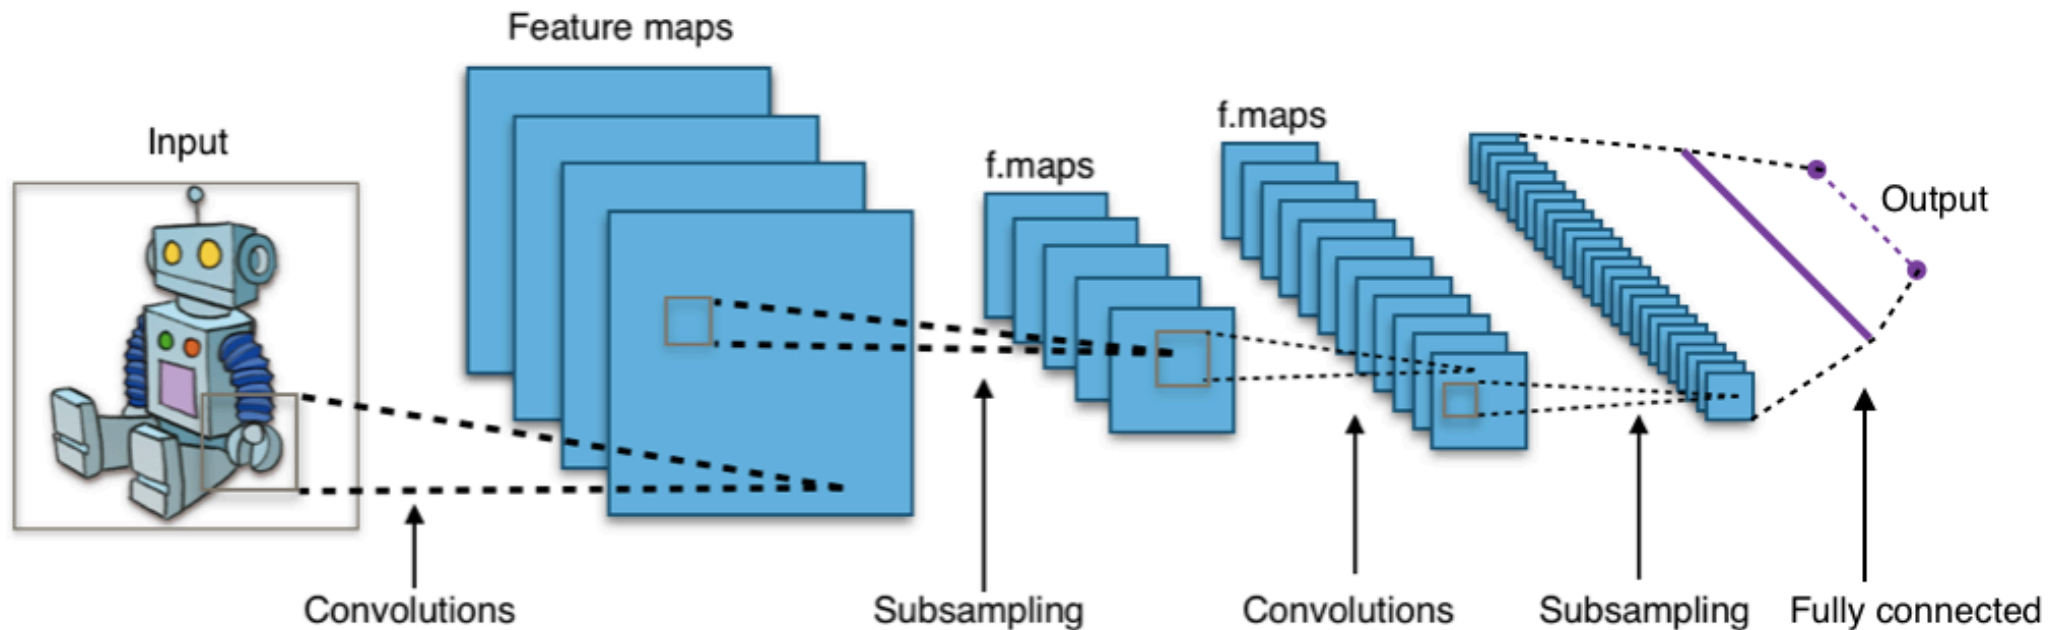 Feature maps
f.maps
f.maps
Input
Output
Convolutions
Subsampling
Convolutions
Subsampling
Fully connected